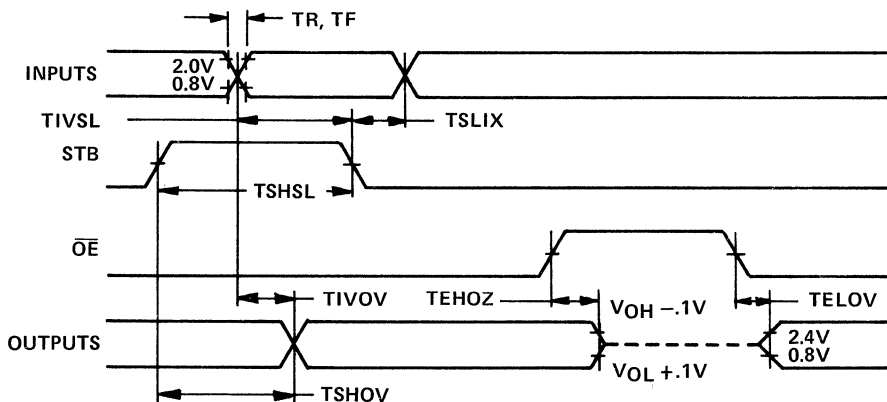 TR, TF
INPUTS
2.0V
0.8V
TIVSL
TSLIX
STB
TSHSL
OE
TIVOV
TEHOZ
VOH −.1V
TELOV
OUTPUTS
2.4V
0.8V
VOL +.1V
TSHOV